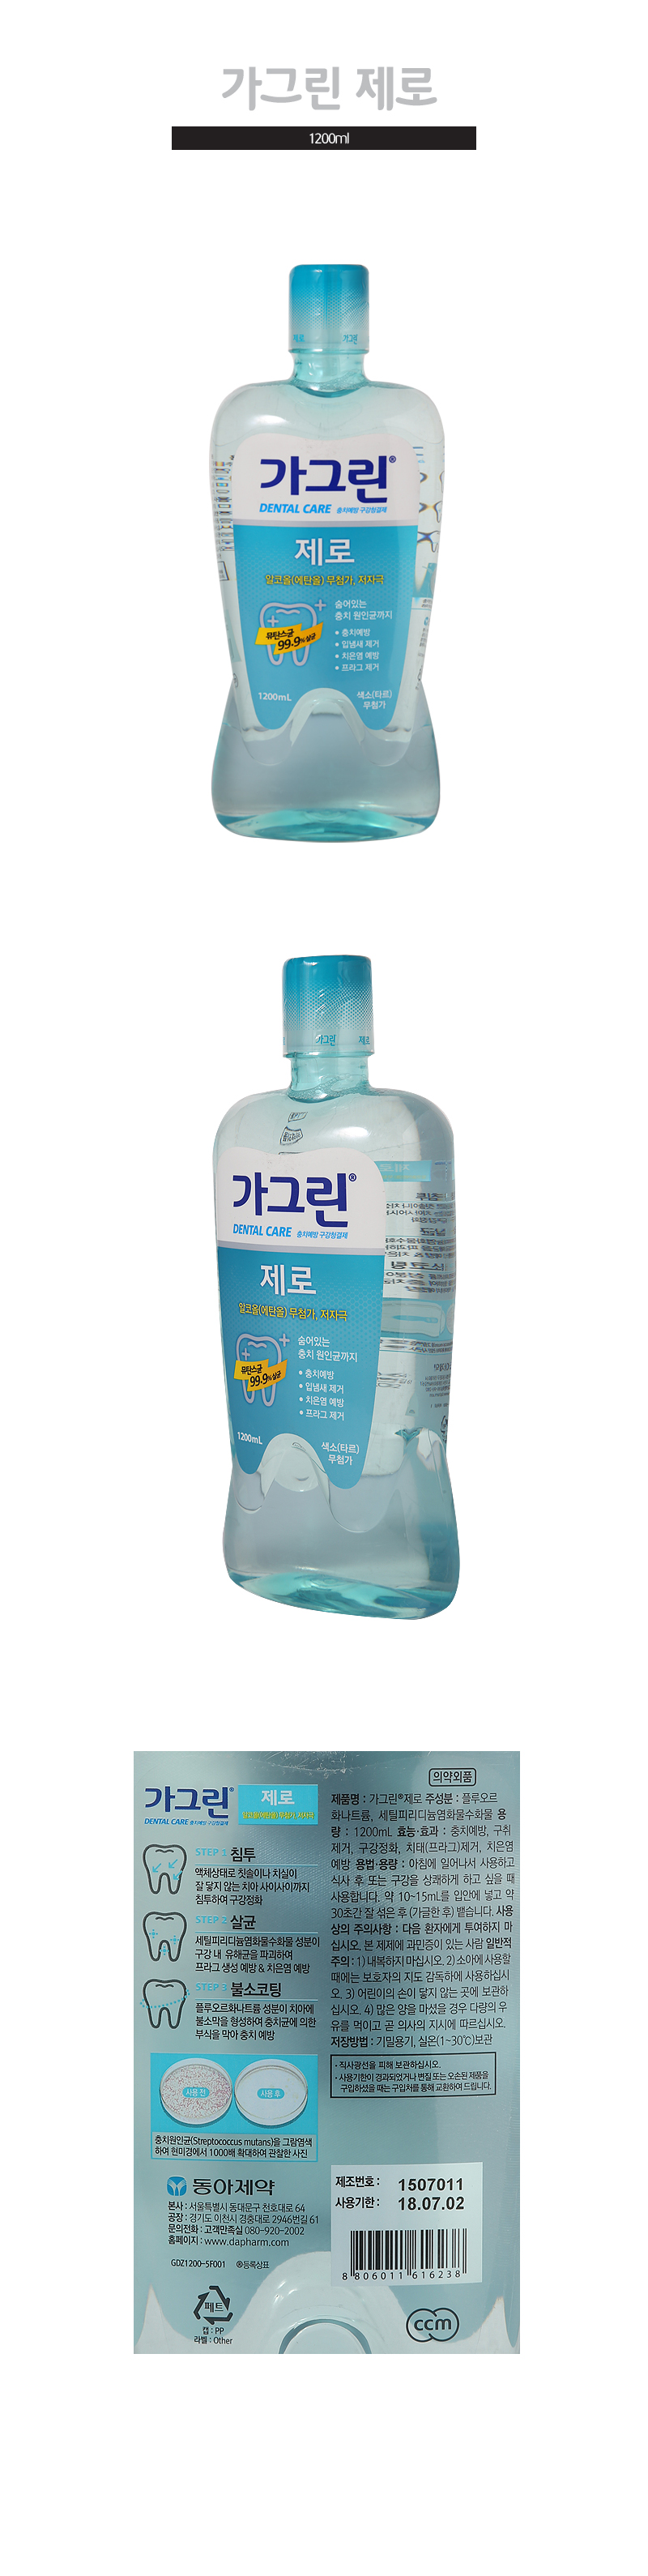 가그린 제로
1200ml
제로 가그린
가그린®
DENTAL CARE 충치예방 구강청결제
제로
알코올(에탄올) 무첨가, 저자극
숨어있는
충치 원인균까지
뮤탄스균
99.9% 살균
• 충치예방
• 입냄새 제거
• 치은염 예방
• 프라그 제거
1200mL
색소(타르)
무첨가
가그린 제로
가그린®
DENTAL CARE 충치예방 구강청결제
제로
알코올(에탄올) 무첨가, 저자극
숨어있는
충치 원인균까지
뮤탄스균
99.9% 살균
• 충치예방
• 입냄새 제거
• 치은염 예방
• 프라그 제거
1200mL
색소(타르)
무첨가
가그린®
DENTAL CARE 충치예방 구강청결제
제로
알코올(에탄올) 무첨가, 저자극
STEP 1 침투
액체상태로 칫솔이나 치실이
잘 닿지 않는 치아 사이사이까지
침투하여 구강정화
STEP 2 살균
세틸피리디늄염화물수화물 성분이
구강 내 유해균을 파괴하여
프라그 생성 예방 & 치은염 예방
STEP 3 불소코팅
플루오르화나트륨 성분이 치아에
불소막을 형성하여 충치균에 의한
부식을 막아 충치 예방
사용 전
사용 후
충치원인균(Streptococcus mutans)을 그람염색
하여 현미경에서 1000배 확대하여 관찰한 사진
동아제약
본사 : 서울특별시 동대문구 천호대로 64
공장 : 경기도 이천시 경충대로 2946번길 61
문의전화 : 고객만족실 080-920-2002
홈페이지 : www.dapharm.com
GDZ1200-5F001 ®등록상표
페트
캡 : PP
라벨 : Other
의약외품
제품명 : 가그린®제로 주성분 : 플루오르
화나트륨, 세틸피리디늄염화물수화물 용
량 : 1200mL 효능·효과 : 충치예방, 구취
제거, 구강정화, 치태(프라그)제거, 치은염
예방 용법·용량 : 아침에 일어나서 사용하고
식사 후 또는 구강을 상쾌하게 하고 싶을 때
사용합니다. 약 10~15mL를 입안에 넣고 약
30초간 잘 섞은 후 (가글한 후) 뱉습니다. 사용
상의 주의사항 : 다음 환자에게 투여하지 마
십시오. 본 제제에 과민증이 있는 사람 일반적
주의 : 1) 내복하지 마십시오. 2) 소아에 사용할
때에는 보호자의 지도 감독하에 사용하십시
오. 3) 어린이의 손이 닿지 않는 곳에 보관하
십시오. 4) 많은 양을 마셨을 경우 다량의 우
유를 먹이고 곧 의사의 지시에 따르십시오.
저장방법 : 기밀용기, 실온(1~30℃)보관
· 직사광선을 피해 보관하십시오.
· 사용기한이 경과되었거나 변질 또는 오손된 제품을
구입하셨을 때는 구입처를 통해 교환하여 드립니다.
제조번호 : 1507011
사용기한 : 18.07.02
8 806011 616238
ccm